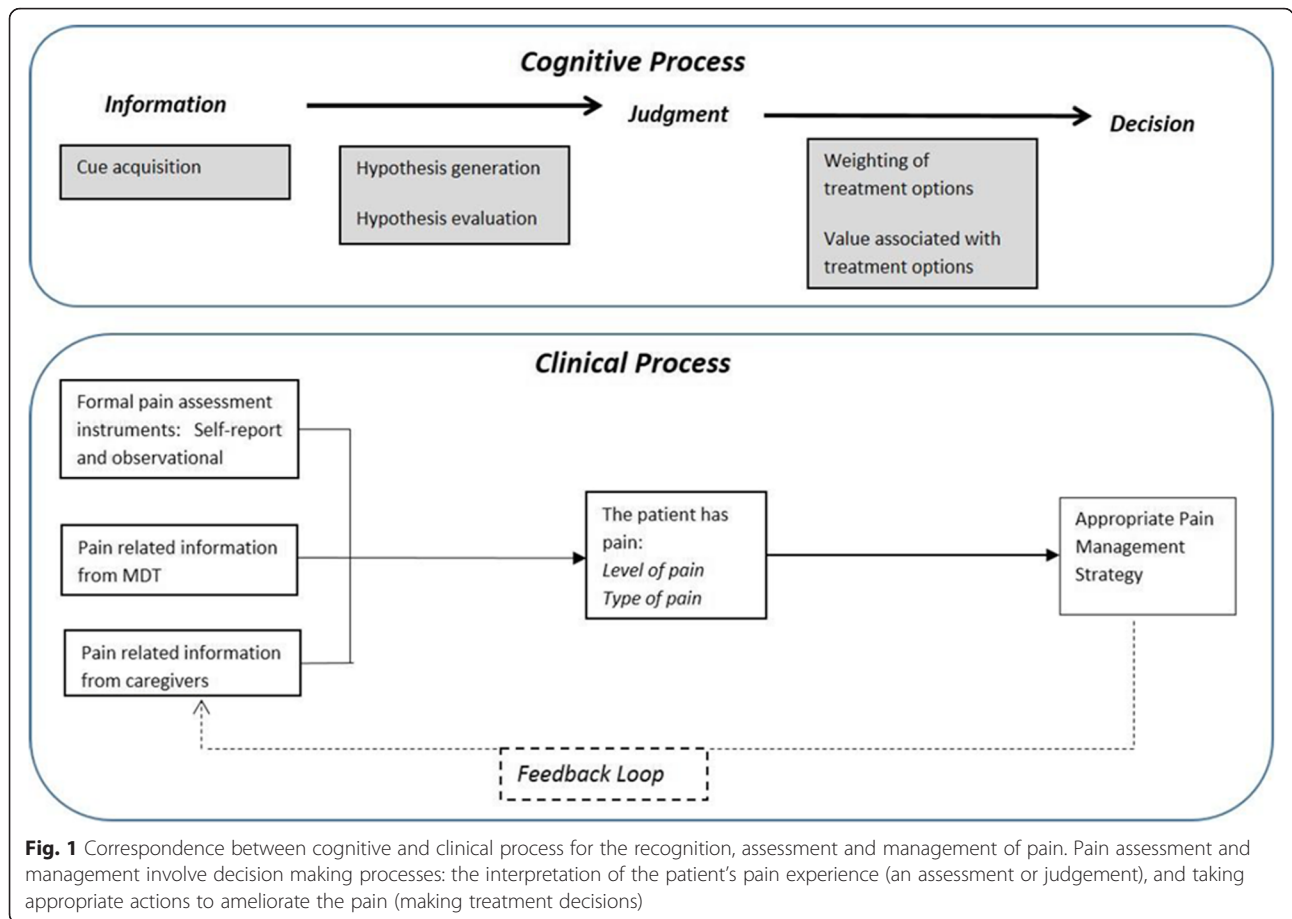 Cognitive Process
Information
Judgment
Decision
Cue acquisition
Hypothesis generation
Hypothesis evaluation
Weighting of
treatment options
Value associated with
treatment options
Clinical Process
Formal pain assessment
instruments: Self-report
and observational
Pain related information
from MDT
Pain related information
from caregivers
The patient has
pain:
Level of pain
Type of pain
Appropriate Pain
Management
Strategy
Feedback Loop
Fig. 1 Correspondence between cognitive and clinical process for the recognition, assessment and management of pain. Pain assessment and
management involve decision making processes: the interpretation of the patient's pain experience (an assessment or judgement), and taking
appropriate actions to ameliorate the pain (making treatment decisions)